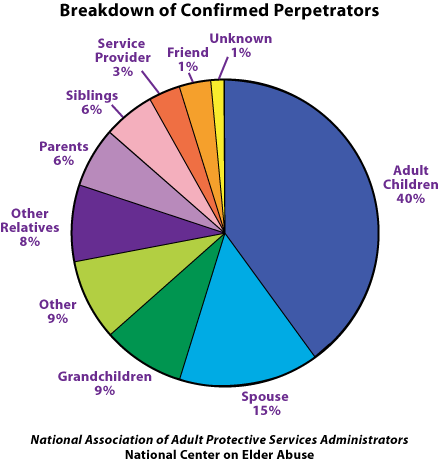 Breakdown of Confirmed Perpetrators
Unknown
1%
Friend
1%
Service
Provider
3%
Siblings
6%
Parents
6%
Other
Relatives
8%
Other
9%
Grandchildren
9%
Spouse
15%
Adult
Children
40%
National Association of Adult Protective Services Administrators
National Center on Elder Abuse